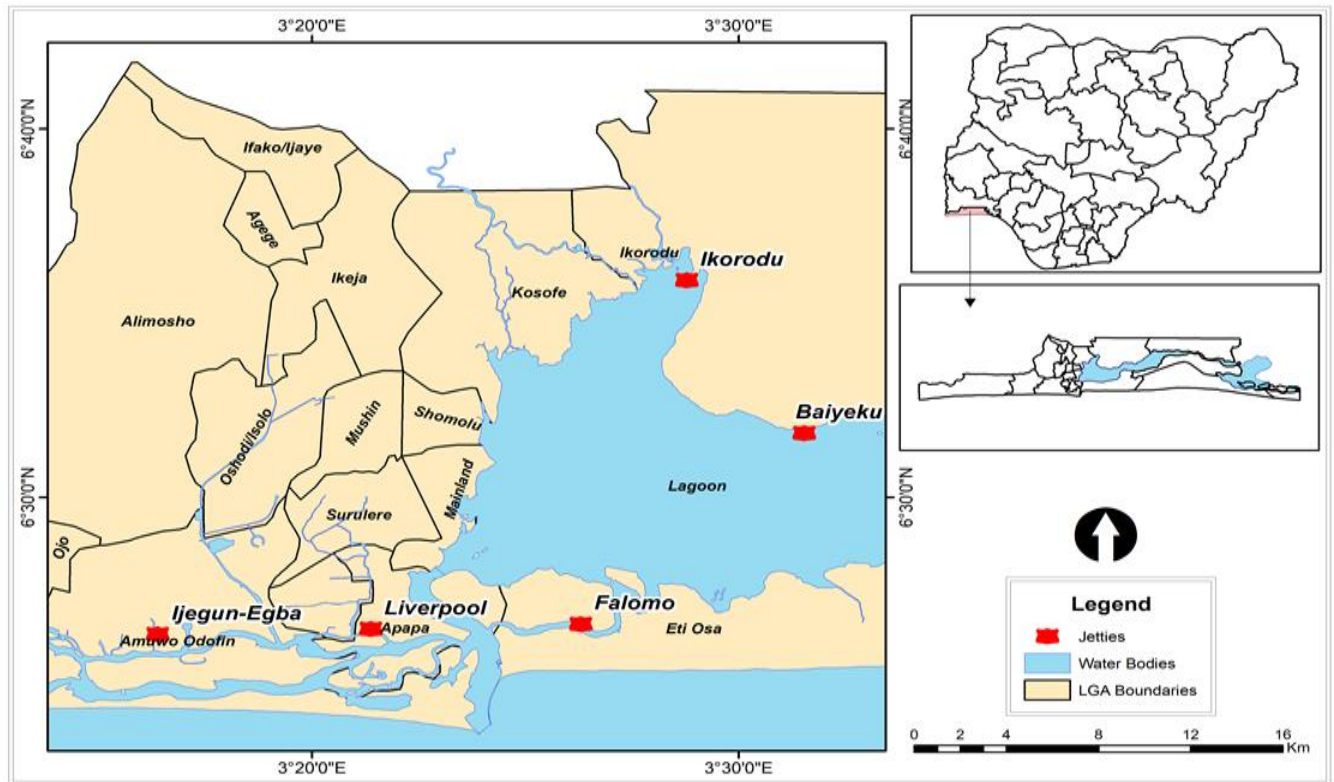 3°20'0"E
3°30'0"E
6°40'0"N
6°40'0"N
Ifako/Ijaye
Agege
Ikeja
Alimosho
Ikorodu
Ikorodu
Kosofe
Oshodi/Isolo
Mushin
Shomolu
Baiyeku
Mainland
Lagoon
6°30'0"N
6°30'0"N
Surulere
Ojo
Ijegun-Egba
Liverpool
Falomo
Amuwo Odofin
Apapa
Eti Osa
3°20'0"E
3°30'0"E
Legend
Jetties
Water Bodies
LGA Boundaries
0 2 4 8 12 16
Km